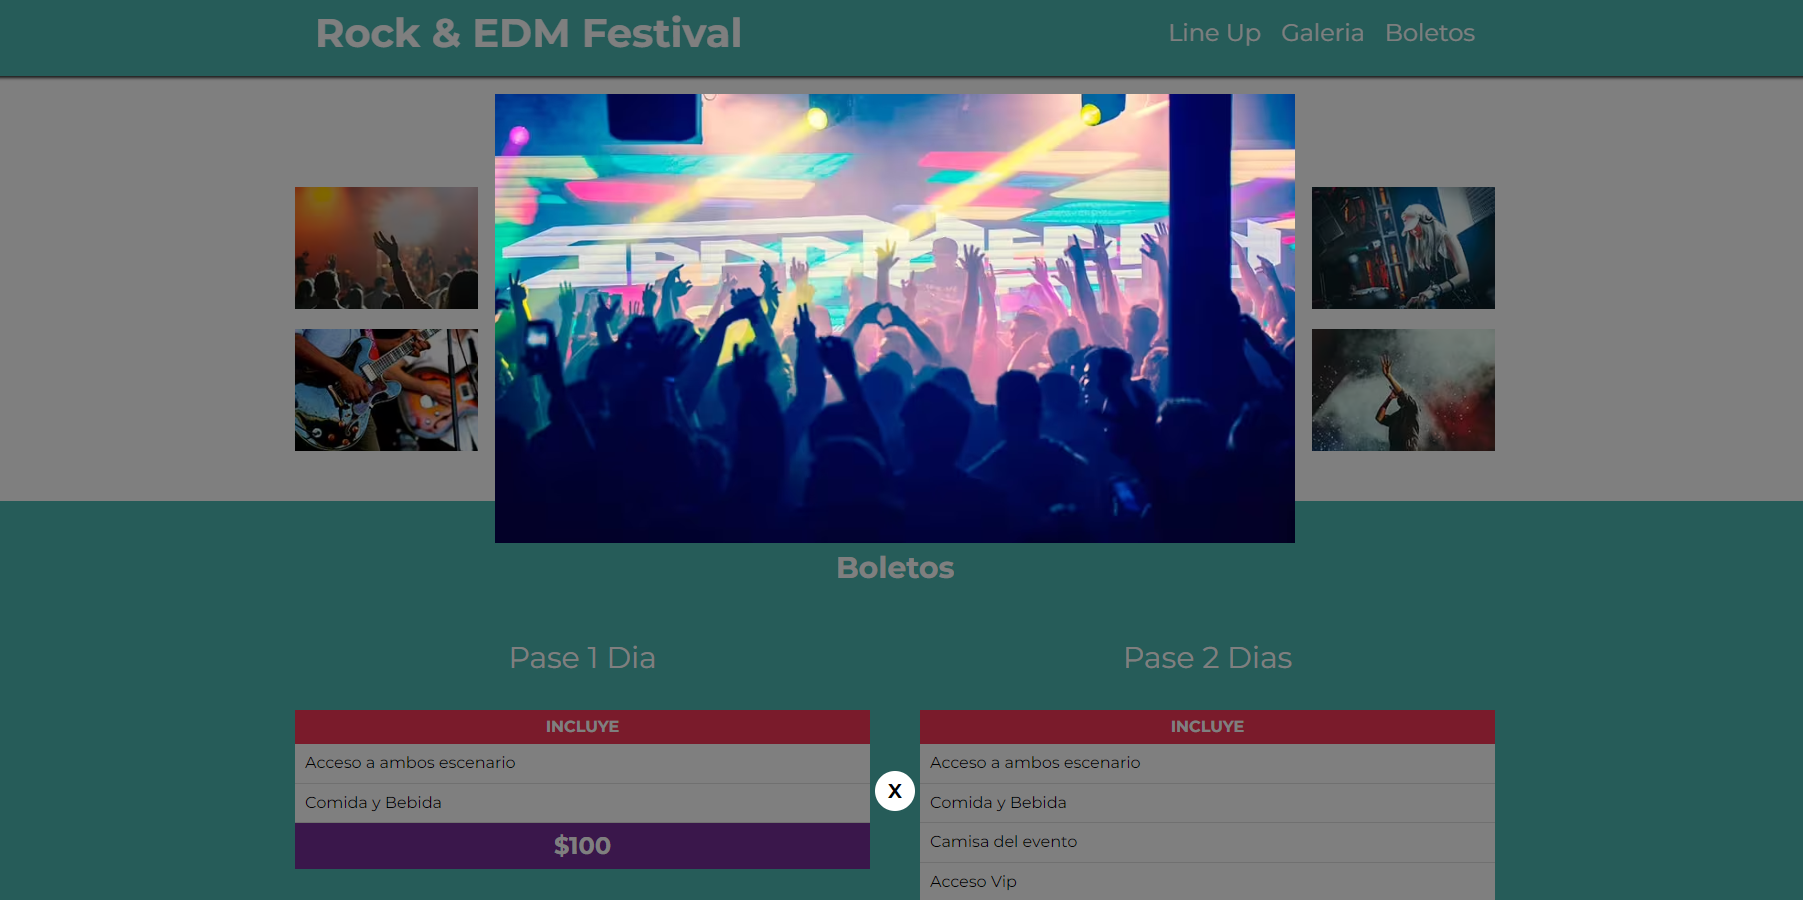 Rock & EDM Festival
Line Up Galeria Boletos
Boletos
Pase 1 Dia
INCLUYE
Acceso a ambos escenario
Comida y Bebida
$100
Pase 2 Dias
INCLUYE
Acceso a ambos escenario
Comida y Bebida
Camisa del evento
Acceso Vip
X